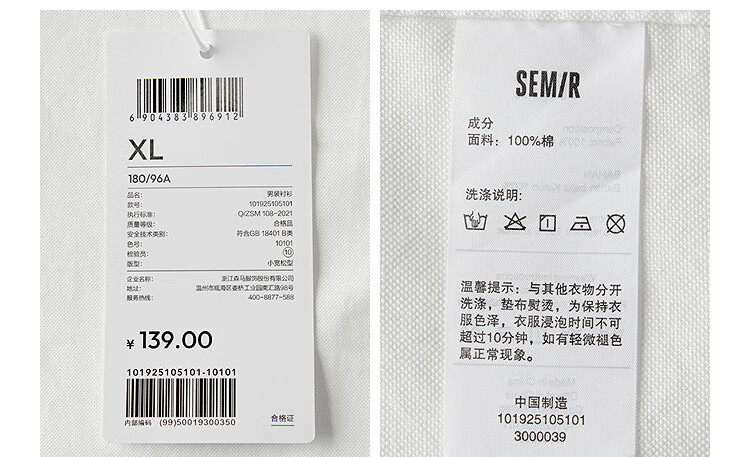 6904383896912
XL
180/96A
品名: 男装衬衫
款号: 101925105101
执行标准: Q/ZSM 108-2021
质量等级: 合格品
安全技术类别: 符合GB 18401 B类
色号: 10101
检验员: 10
版型: 小宽松型
企业名称: 浙江森马服饰股份有限公司
地址: 温州市瓯海区娄桥工业园南汇路98号
服务热线: 400-8877-588
¥ 139.00
101925105101-10101
内部编码 (99)50019300350
合格证
SEM/R
成分
面料: 100%棉
洗涤说明:
温馨提示: 与其他衣物分开
洗涤, 垫布熨烫, 为保持衣
服色泽, 衣服浸泡时间不可
超过10分钟, 如有轻微褪色
属正常现象。
中国制造
101925105101
3000039